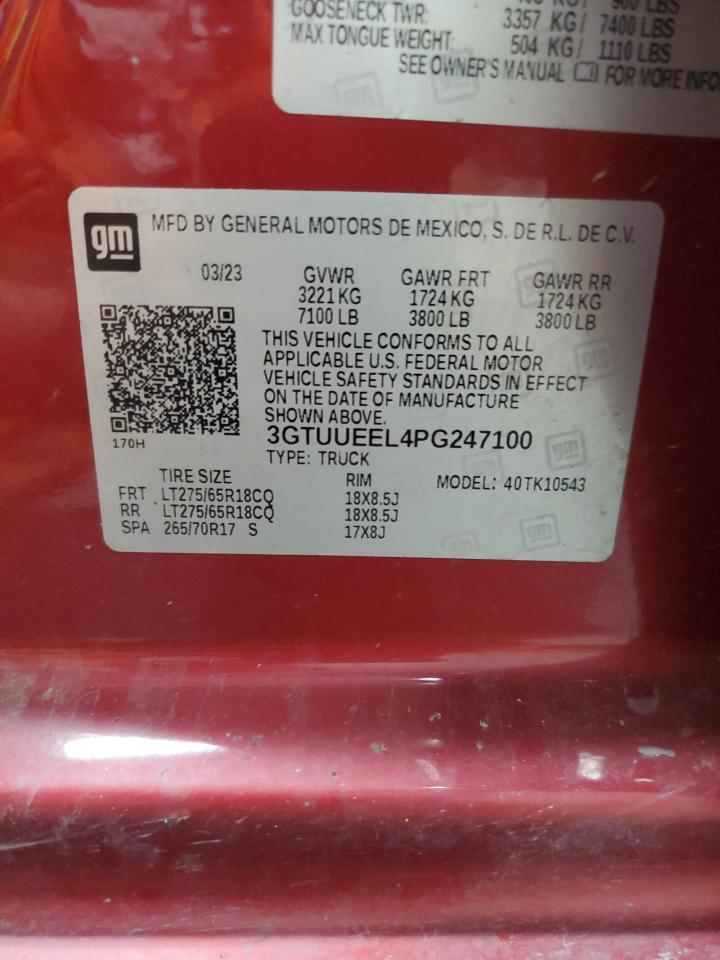 GOOSENECK TWR: 3357 KG/ 7400 LBS
MAX TONGUE WEIGHT: 504 KG/ 1110 LBS
SEE OWNER'S MANUAL FOR MORE INFO
gm MFD BY GENERAL MOTORS DE MEXICO, S. DE R.L. DE C.V.
03/23 GVWR GAWR FRT GAWR RR
3221 KG 1724 KG 1724 KG
7100 LB 3800 LB 3800 LB
THIS VEHICLE CONFORMS TO ALL
APPLICABLE U.S. FEDERAL MOTOR
VEHICLE SAFETY STANDARDS IN EFFECT
ON THE DATE OF MANUFACTURE
SHOWN ABOVE.
3GTUUEEL4PG247100
170H
TYPE: TRUCK
TIRE SIZE RIM MODEL: 40TK10543
FRT LT275/65R18CQ 18X8.5J
RR LT275/65R18CQ 18X8.5J
SPA 265/70R17 S 17X8J